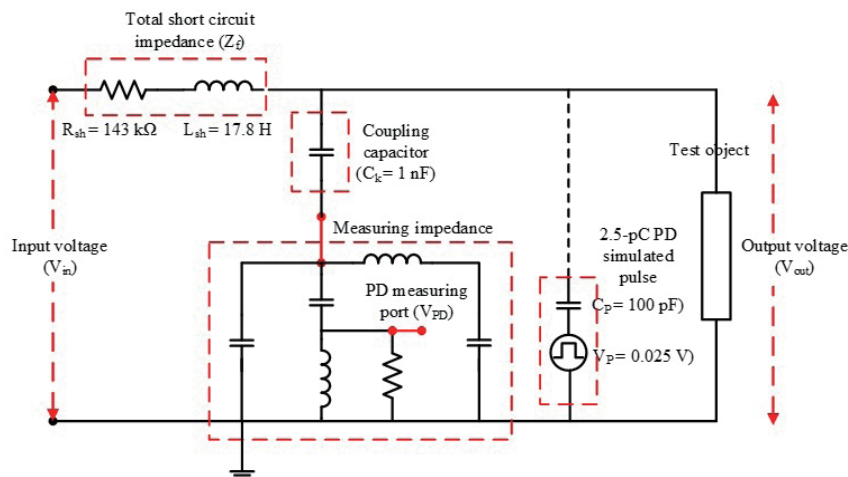 Total short circuit
impedance (Zf)
Rsh= 143 kΩ
Lsh= 17.8 H
Coupling
capacitor
(Ck= 1 nF)
Test object
Measuring impedance
Input voltage
(Vin)
PD measuring
port (VPD)
2.5-pC PD
simulated
pulse
CP= 100 pF)
VP= 0.025 V)
Output voltage
(Vout)